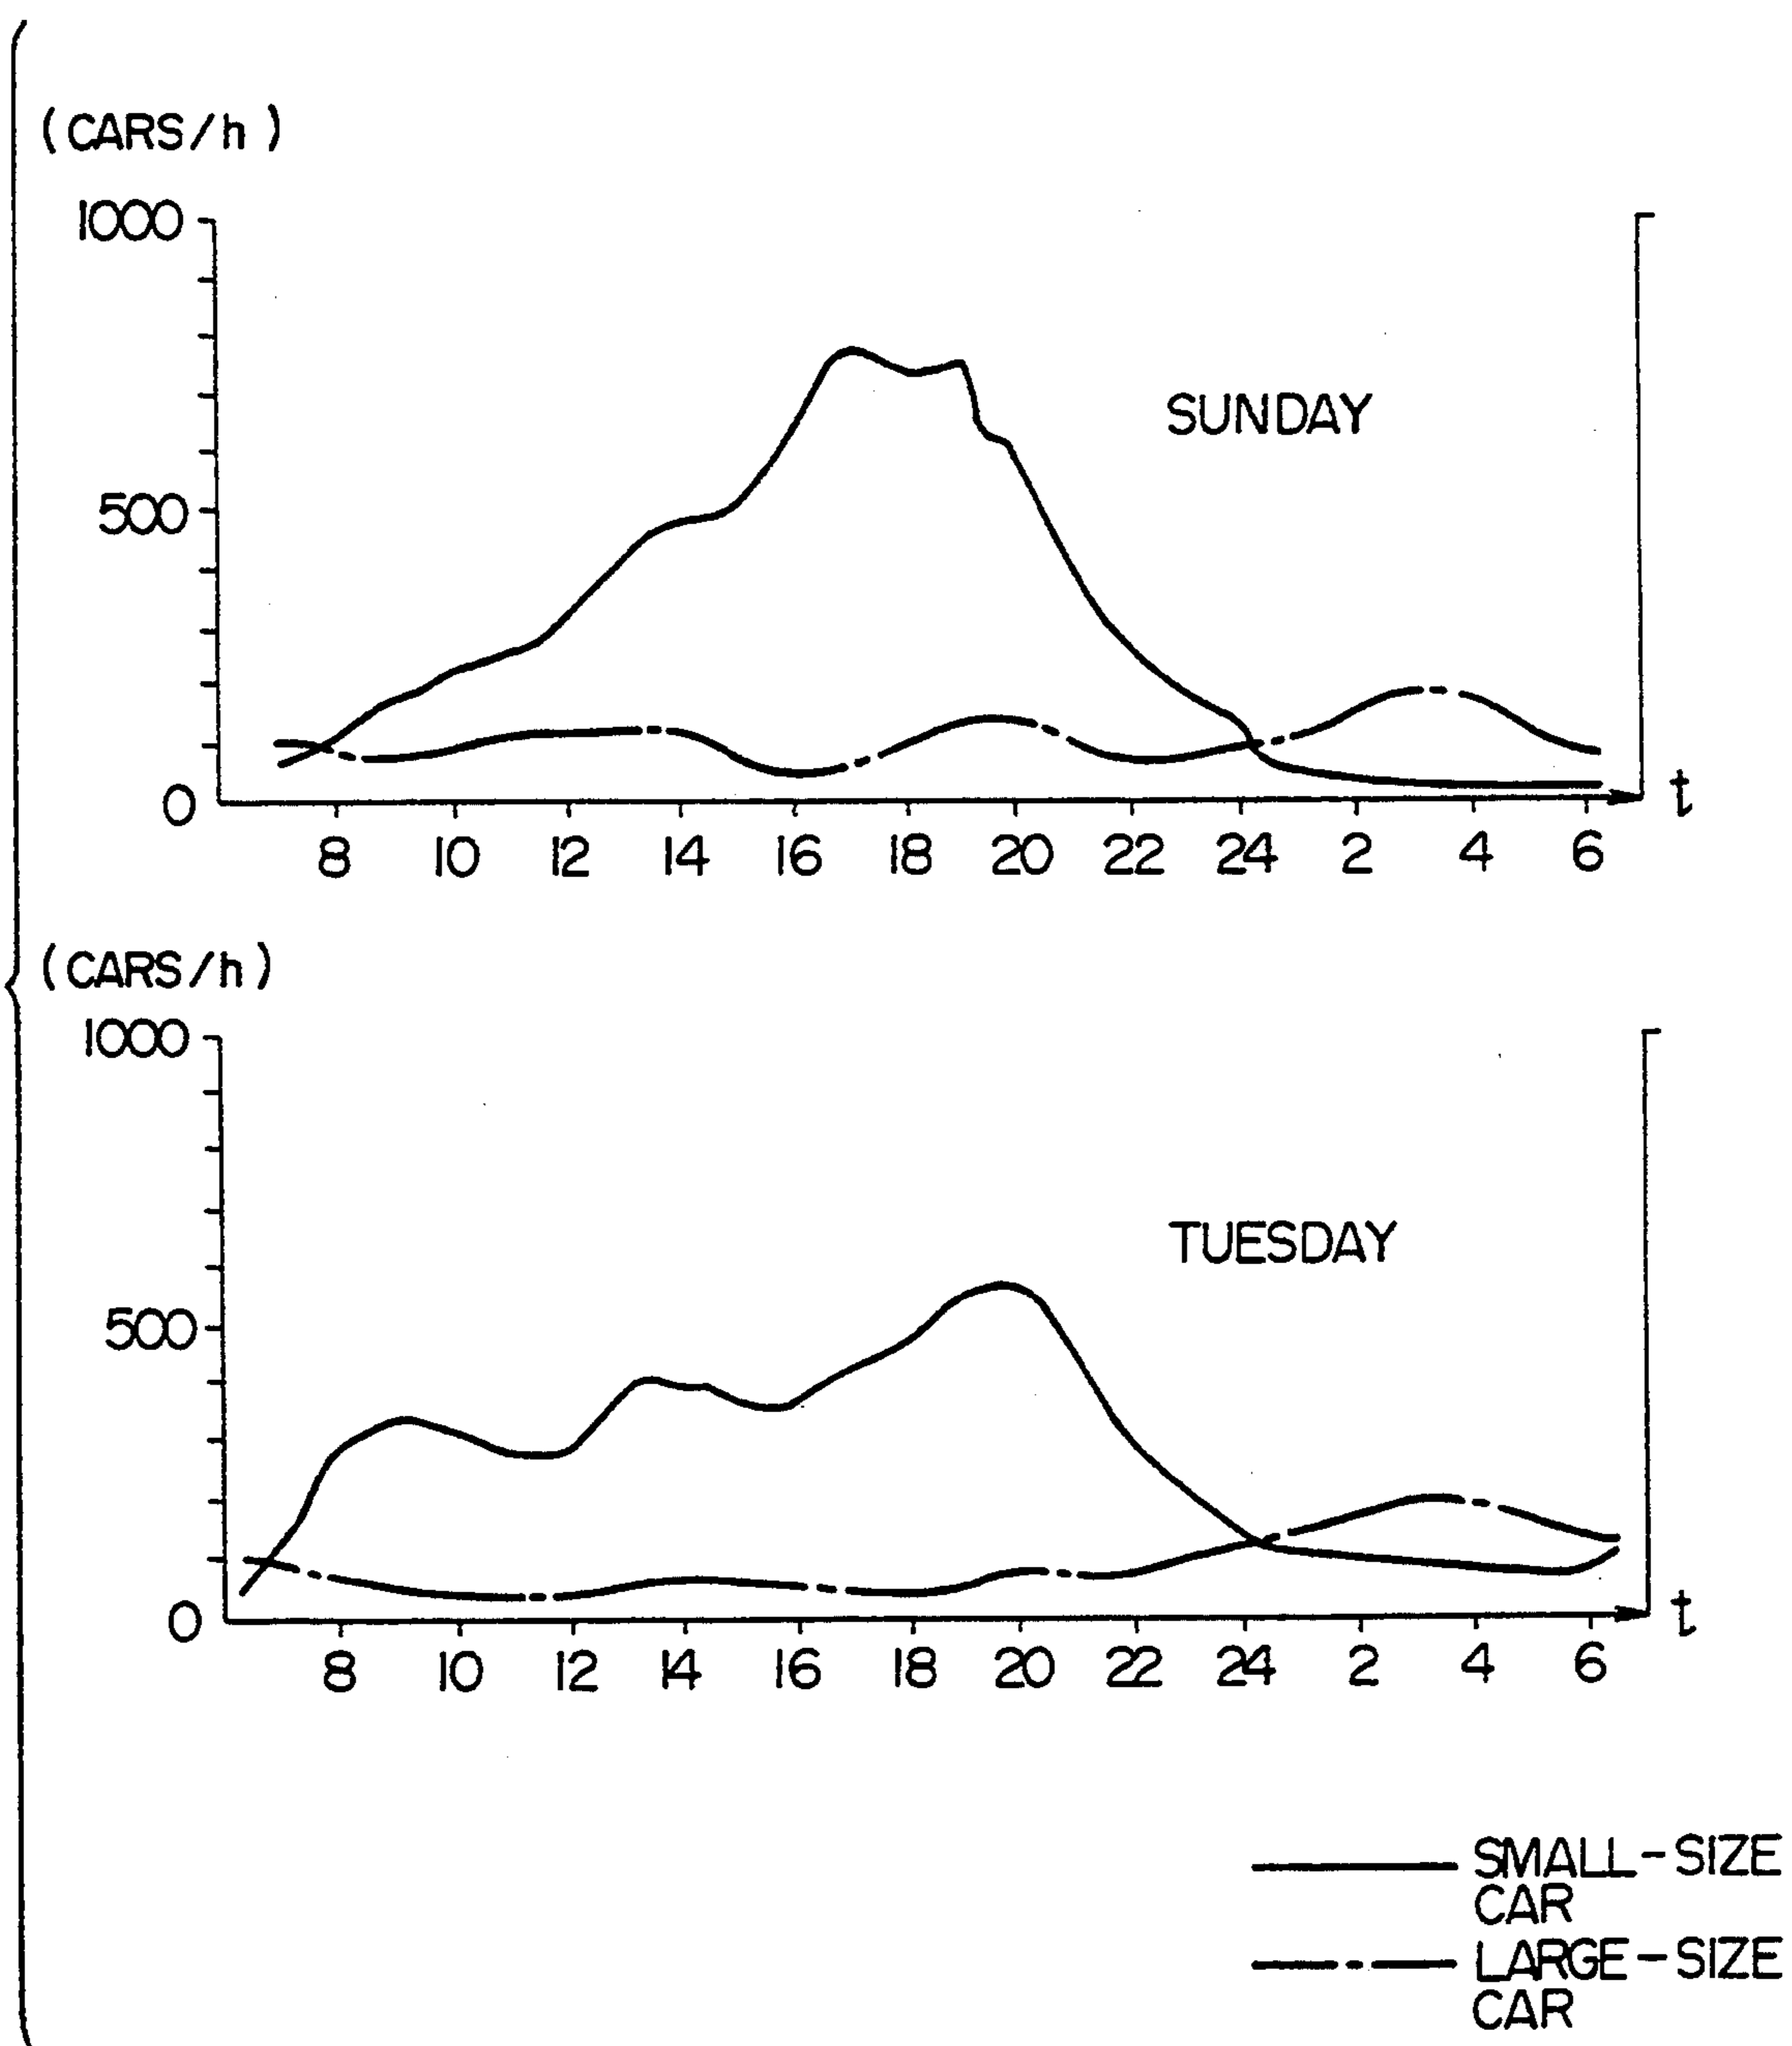 (CARS/h)
1000
500
0
SUNDAY
8 10 12 14 16 18 20 22 24 2 4 6 t
(CARS/h)
1000
500
0
TUESDAY
8 10 12 14 16 18 20 22 24 2 4 6 t
SMALL-SIZE
CAR
LARGE-SIZE
CAR